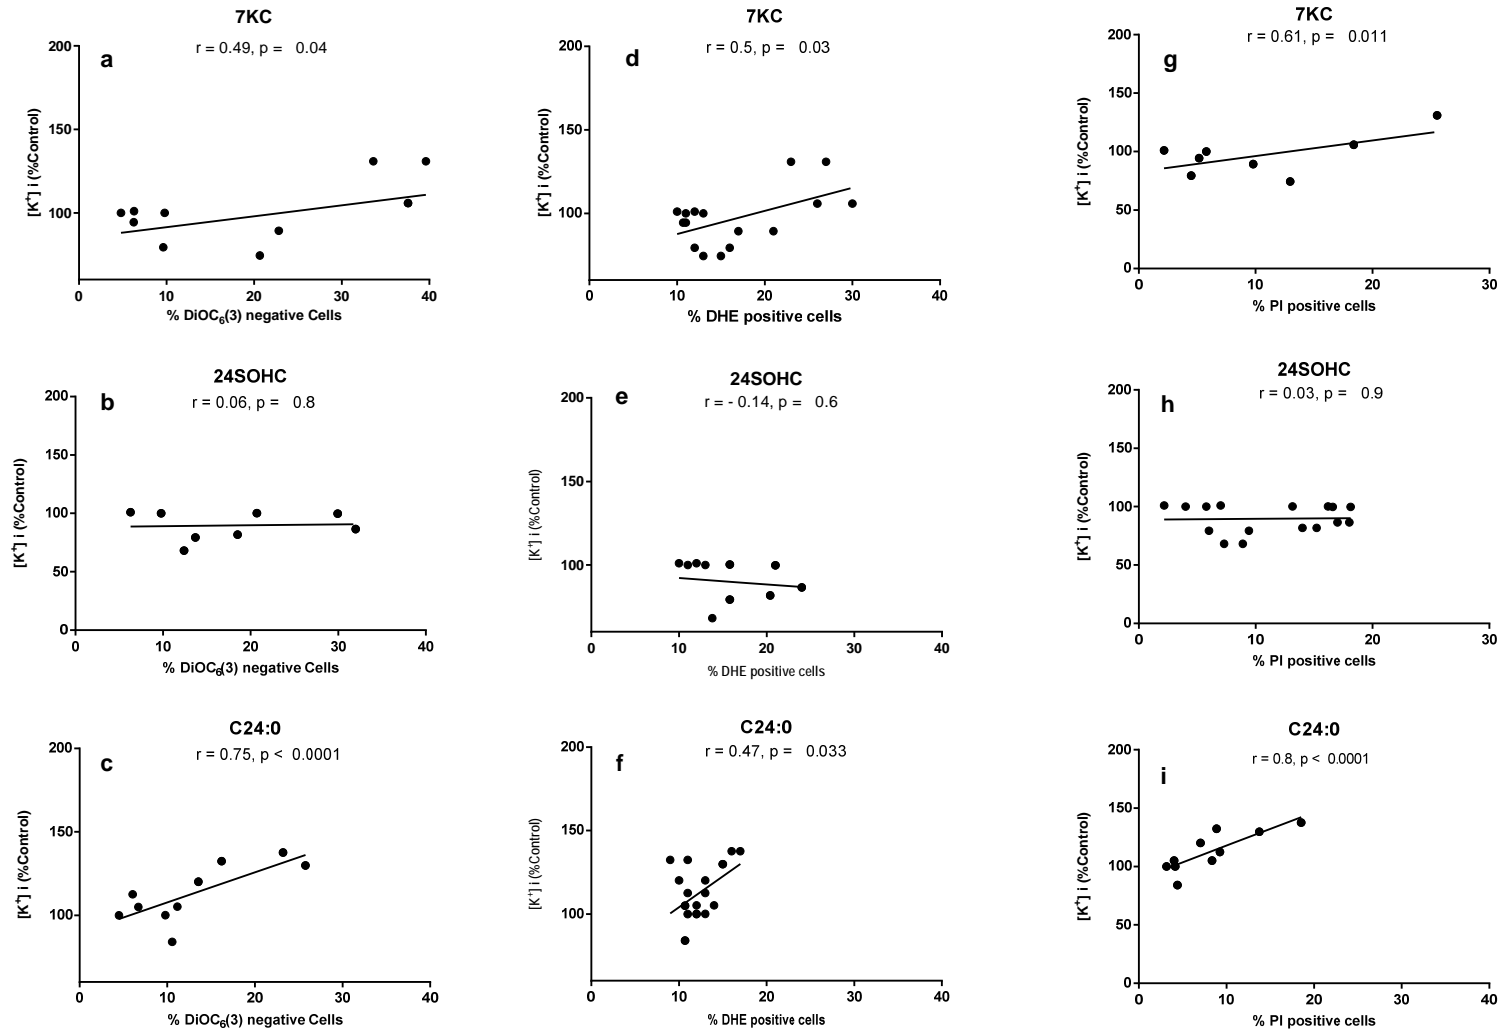 7KC
r = 0.49, p = 0.04
a
200
150
100
[K+] i (%Control)
0 10 20 30 40
% DiOC6(3) negative Cells
7KC
r = 0.5, p = 0.03
d
200
150
100
[K+] i (%Control)
0 10 20 30 40
% DHE positive cells
7KC
r = 0.61, p = 0.011
g
200
150
100
50
0
[K+] i (%Control)
0 10 20 30
% PI positive cells
24SOHC
r = 0.06, p = 0.8
b
200
150
100
50
0
[K+] i (%Control)
0 10 20 30 40
% DiOC6(3) negative Cells
24SOHC
r = - 0.14, p = 0.6
e
200
150
100
[K+] i (%Control)
0 10 20 30 40
% DHE positive cells
24SOHC
r = 0.03, p = 0.9
h
200
150
100
50
0
[K+] i (%Control)
0 10 20 30
% PI positive cells
C24:0
r = 0.75, p < 0.0001
c
200
150
100
[K+] i (%Control)
0 10 20 30 40
% DiOC6(3) negative Cells
C24:0
r = 0.47, p = 0.033
f
200
150
100
[K+] i (%Control)
0 10 20 30 40
% DHE positive cells
C24:0
r = 0.8, p < 0.0001
i
200
150
100
50
0
[K+] i (%Control)
0 10 20 30 40
% PI positive cells